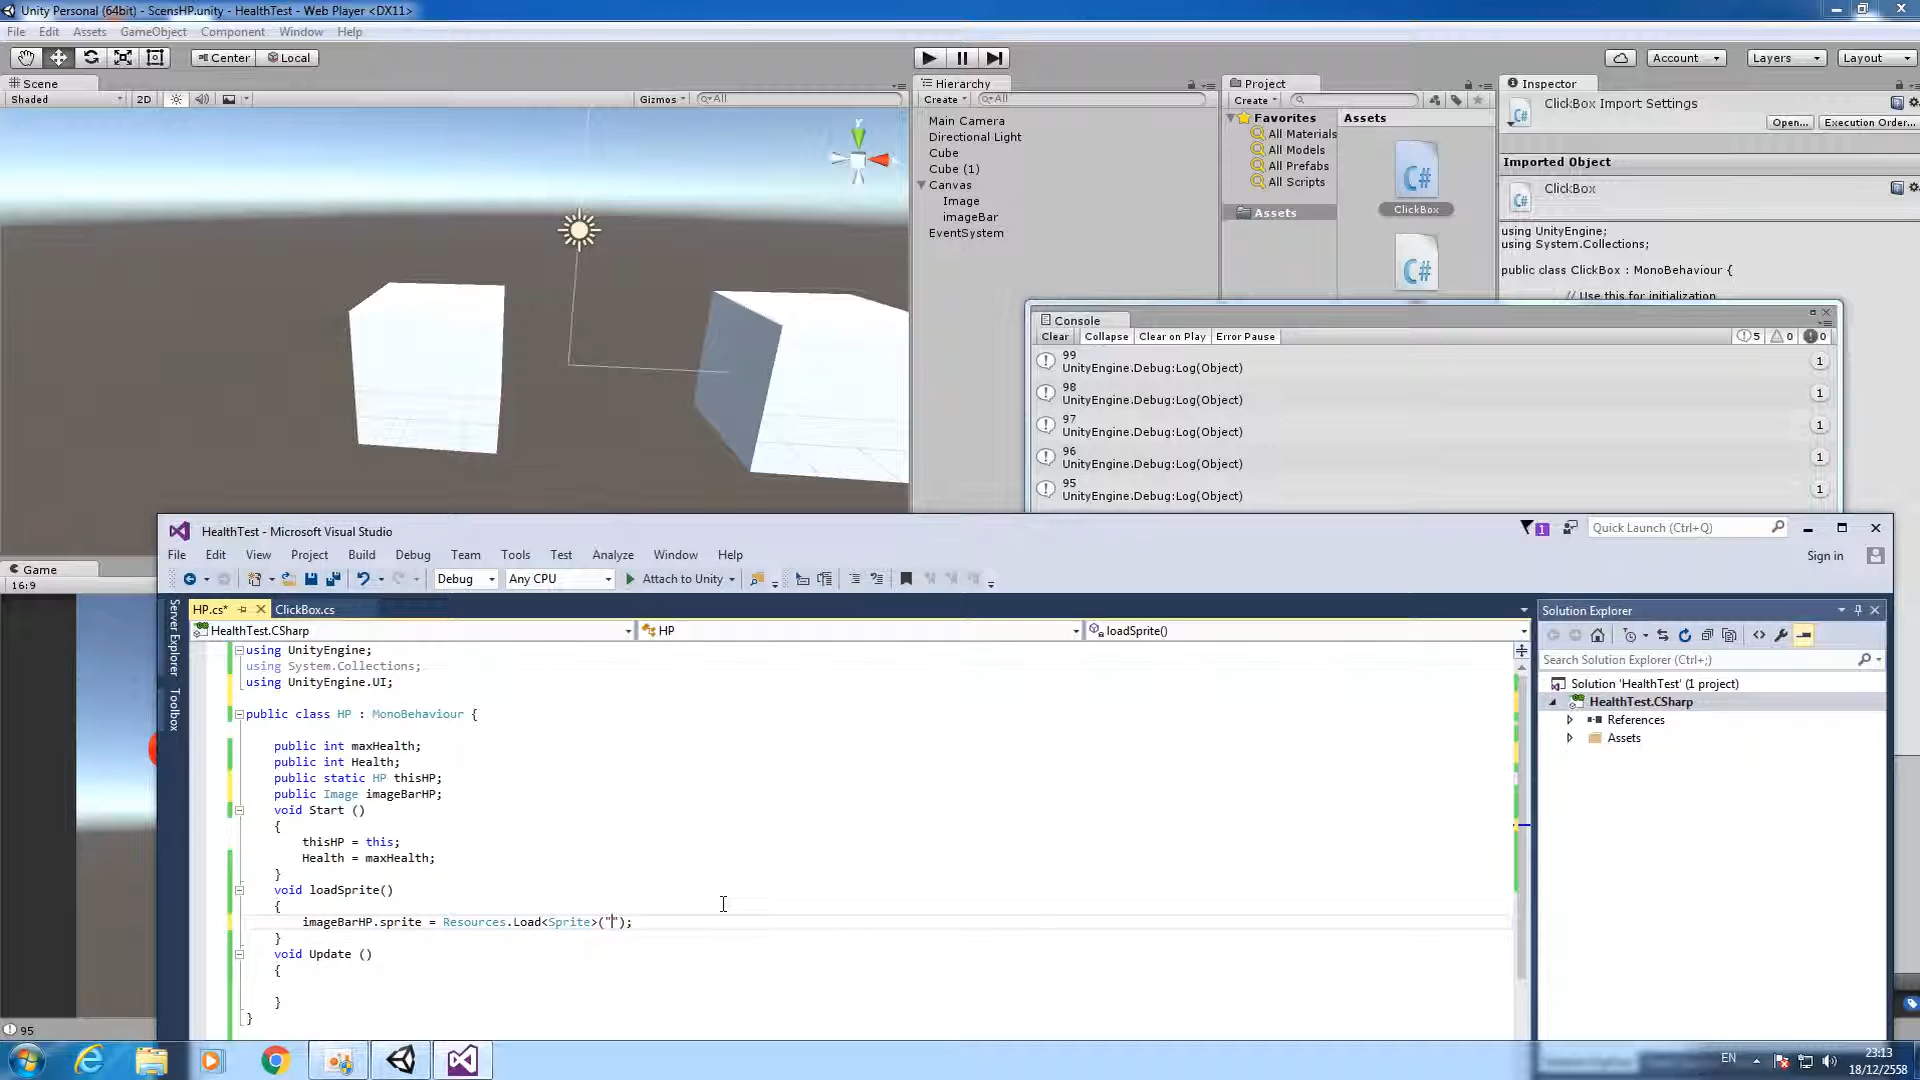 Unity Personal (64bit) - ScensHP.unity - HealthTest - Web Player <DX11>
File Edit Assets GameObject Component Window Help
Center Local Account Layers Layout
Scene
Shaded 2D Gizmos All
Hierarchy
Create All
Main Camera
Directional Light
Cube
Cube (1)
Canvas
Image
imageBar
EventSystem
Project
Create
Favorites
All Materials
All Models
All Prefabs
All Scripts
Assets
Assets
C#
ClickBox
C#
Inspector
ClickBox Import Settings
Open... Execution Order...
Imported Object
ClickBox
using UnityEngine;
using System.Collections;
public class ClickBox : MonoBehaviour {
// Use this for initialization
Console
Clear Collapse Clear on Play Error Pause 5 0 0
99 1
UnityEngine.Debug:Log(Object)
98 1
UnityEngine.Debug:Log(Object)
97 1
UnityEngine.Debug:Log(Object)
96 1
UnityEngine.Debug:Log(Object)
95 1
UnityEngine.Debug:Log(Object)
Game
16:9
95
HealthTest - Microsoft Visual Studio
1 Quick Launch (Ctrl+Q)
File Edit View Project Build Debug Team Tools Test Analyze Window Help
Sign in
Debug Any CPU Attach to Unity
Server Explorer
Toolbox
HP.cs* ClickBox.cs
HealthTest.CSharp HP loadSprite()
using UnityEngine;
using System.Collections;
using UnityEngine.UI;
public class HP : MonoBehaviour {
public int maxHealth;
public int Health;
public static HP thisHP;
public Image imageBarHP;
void Start ()
{
thisHP = this;
Health = maxHealth;
}
void loadSprite()
{
imageBarHP.sprite = Resources.Load<Sprite>("");
}
void Update ()
{
}
}
Solution Explorer
Search Solution Explorer (Ctrl+;)
Solution 'HealthTest' (1 project)
HealthTest.CSharp
References
Assets
EN
23:13
18/12/2558